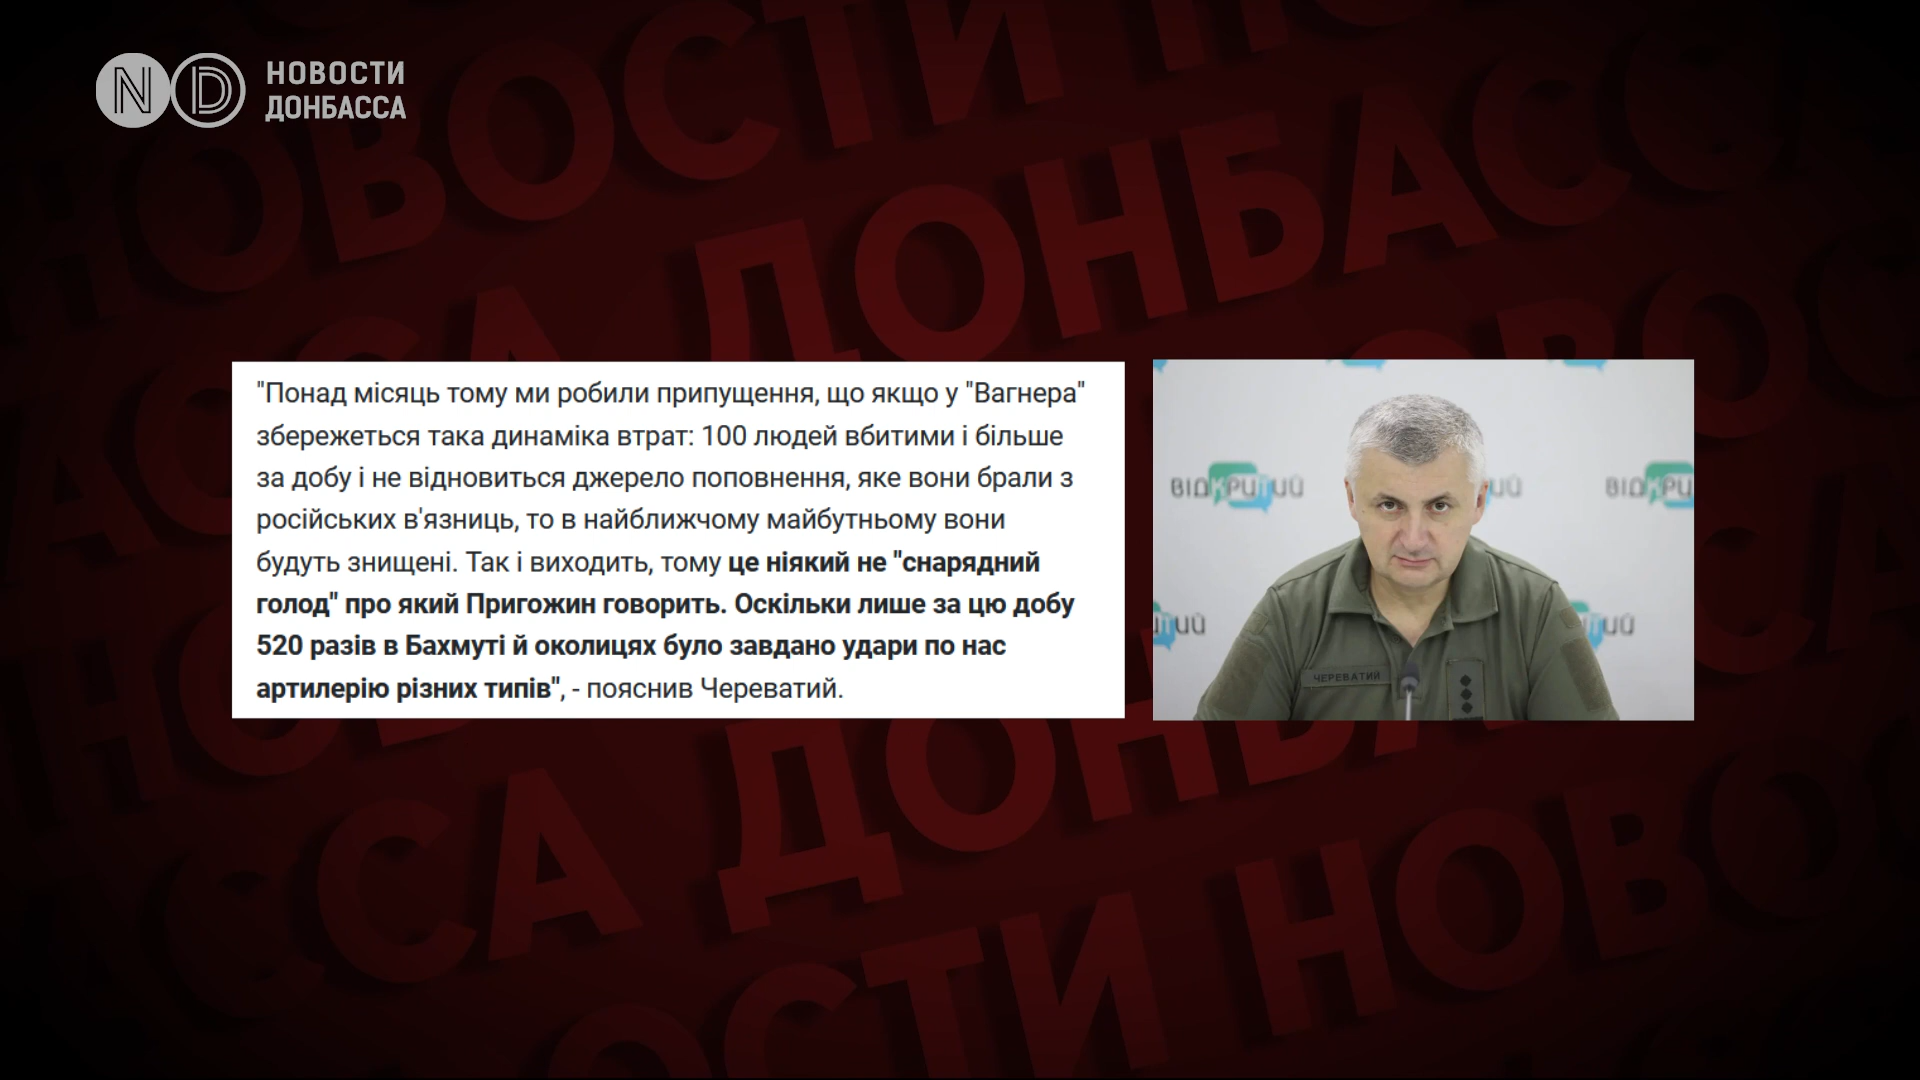 НОВОСТИ
ДОНБАССА
"Понад місяць тому ми робили припущення, що якщо у "Вагнера"
збережеться така динаміка втрат: 100 людей вбитими і більше
за добу і не відновиться джерело поповнення, яке вони брали з
російських в'язниць, то в найближчому майбутньому вони
будуть знищені. Так і виходить, тому це ніякий не "снарядний
голод" про який Пригожин говорить. Оскільки лише за цю добу
520 разів в Бахмуті й околицях було завдано удари по нас
артилерію різних типів", - пояснив Череватий.
ВІДКРИТИЙ
ЧЕРЕВАТИЙ